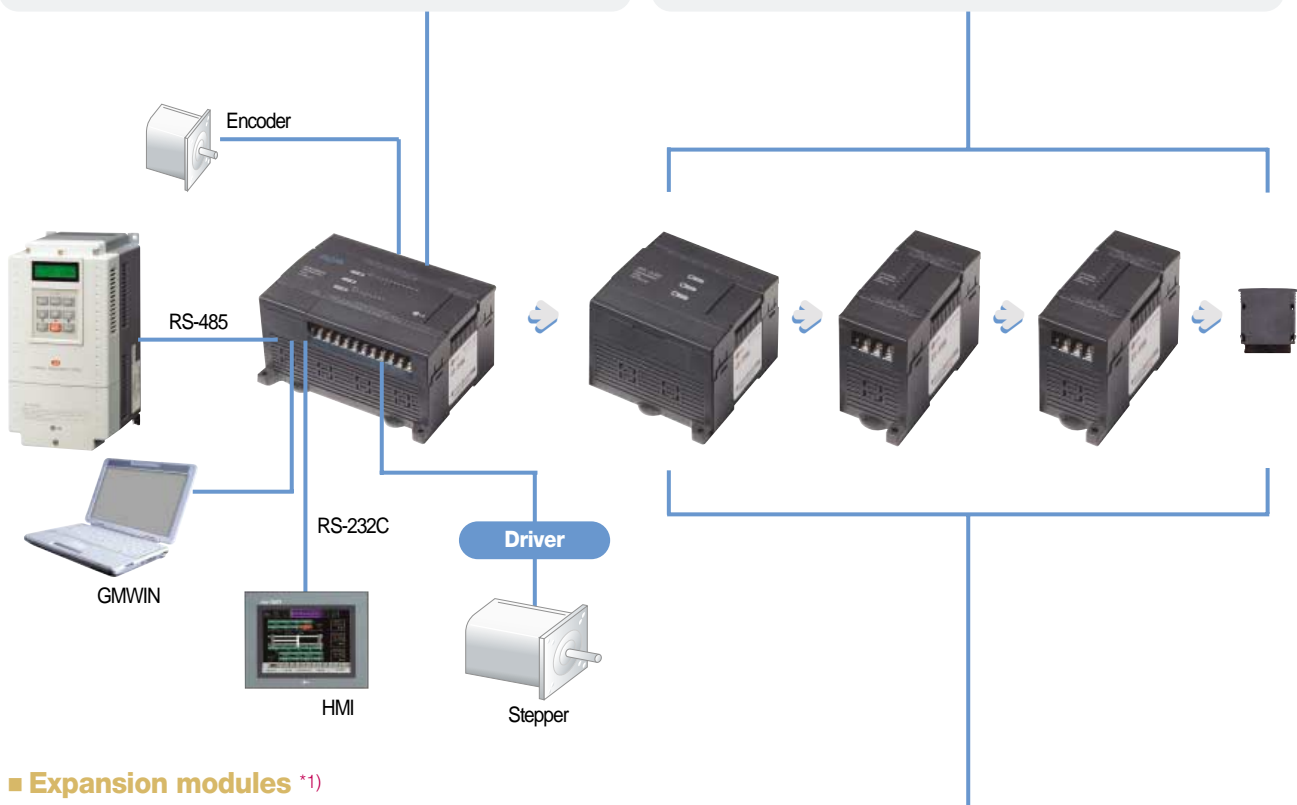 Encoder
RS-485
RS-232C
Driver
GMWIN
HMI
Stepper
■ Expansion modules *1)